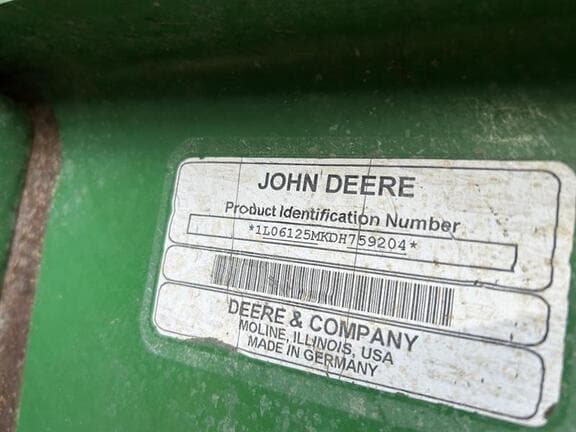 JOHN DEERE
Product Identification Number
*1L06125MKDH759204*
DEERE & COMPANY
MOLINE, ILLINOIS, USA
MADE IN GERMANY